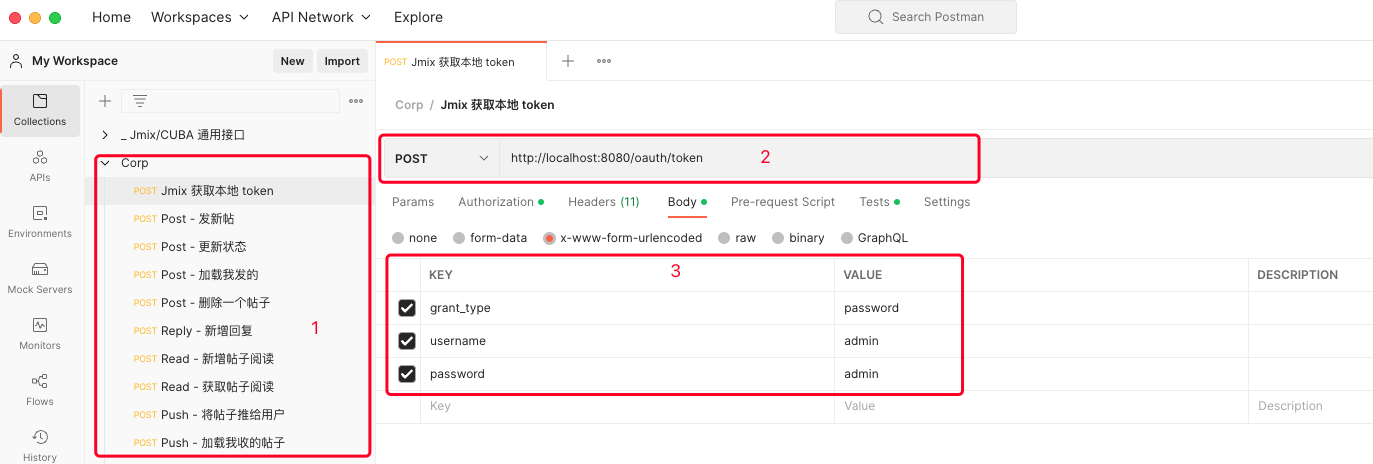 Home Workspaces API Network Explore Search Postman
My Workspace New Import
POST Jmix 获取本地 token
Collections
APIs
Environments
Mock Servers
Monitors
Flows
History
_ Jmix/CUBA 通用接口
Corp
POST Jmix 获取本地 token
POST Post - 发新帖
POST Post - 更新状态
POST Post - 加载我发的
POST Post - 删除一个帖子
POST Reply - 新增回复
1
POST Read - 新增帖子阅读
POST Read - 获取帖子阅读
POST Push - 将帖子推给用户
POST Push - 加载我收的帖子
Corp / Jmix 获取本地 token
POST http://localhost:8080/oauth/token 2
Params Authorization Headers (11) Body Pre-request Script Tests Settings
none form-data x-www-form-urlencoded raw binary GraphQL
KEY 3 VALUE DESCRIPTION
grant_type password
username admin
password admin
Key Value Description